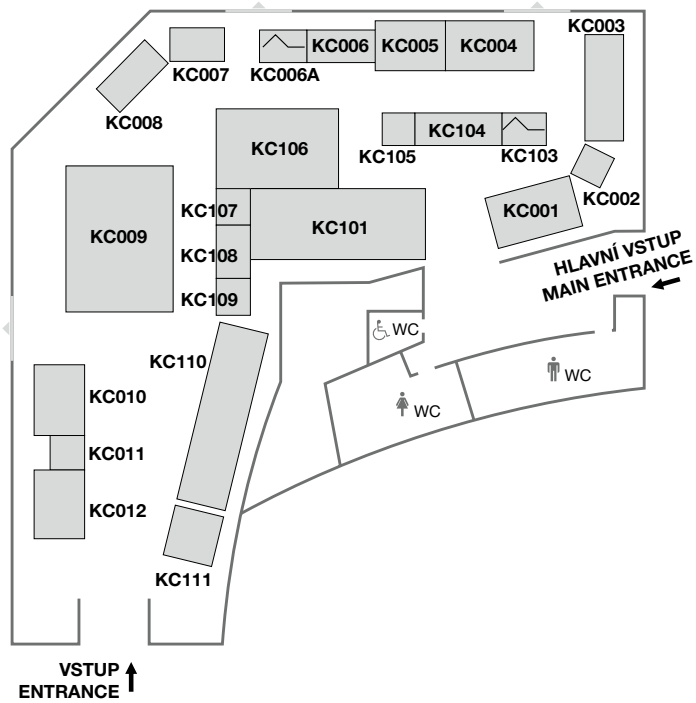 KC003
KC006
KC005
KC004
KC007
KC006A
KC008
KC104
KC106
KC105
KC103
KC002
KC107
KC001
KC101
KC009
KC108
HLAVNÍ VSTUP
MAIN ENTRANCE
KC109
WC
KC110
WC
KC010
WC
KC011
KC012
KC111
VSTUP
ENTRANCE